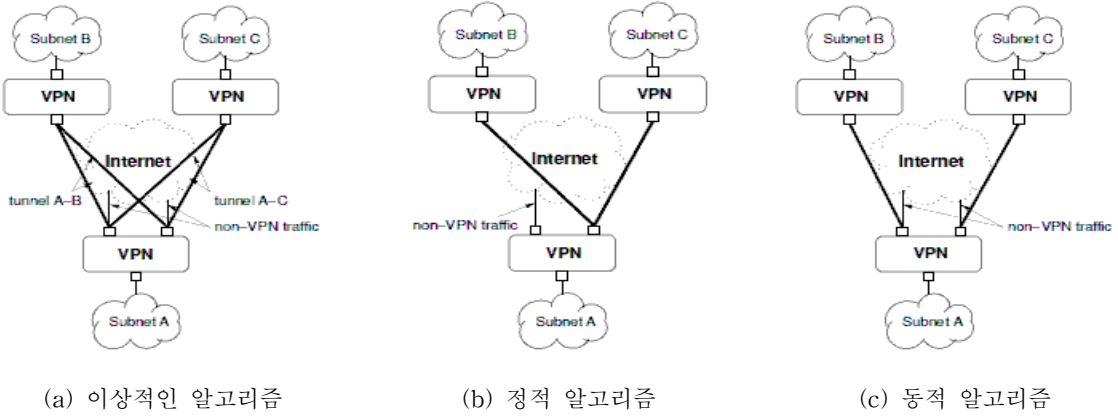 Subnet B
Subnet C
VPN
VPN
Internet
tunnel A–B
tunnel A–C
non–VPN traffic
VPN
Subnet A
(a) 이상적인 알고리즘
Subnet B
Subnet C
VPN
VPN
Internet
non–VPN traffic
VPN
Subnet A
(b) 정적 알고리즘
Subnet B
Subnet C
VPN
VPN
Internet
non–VPN traffic
VPN
Subnet A
(c) 동적 알고리즘